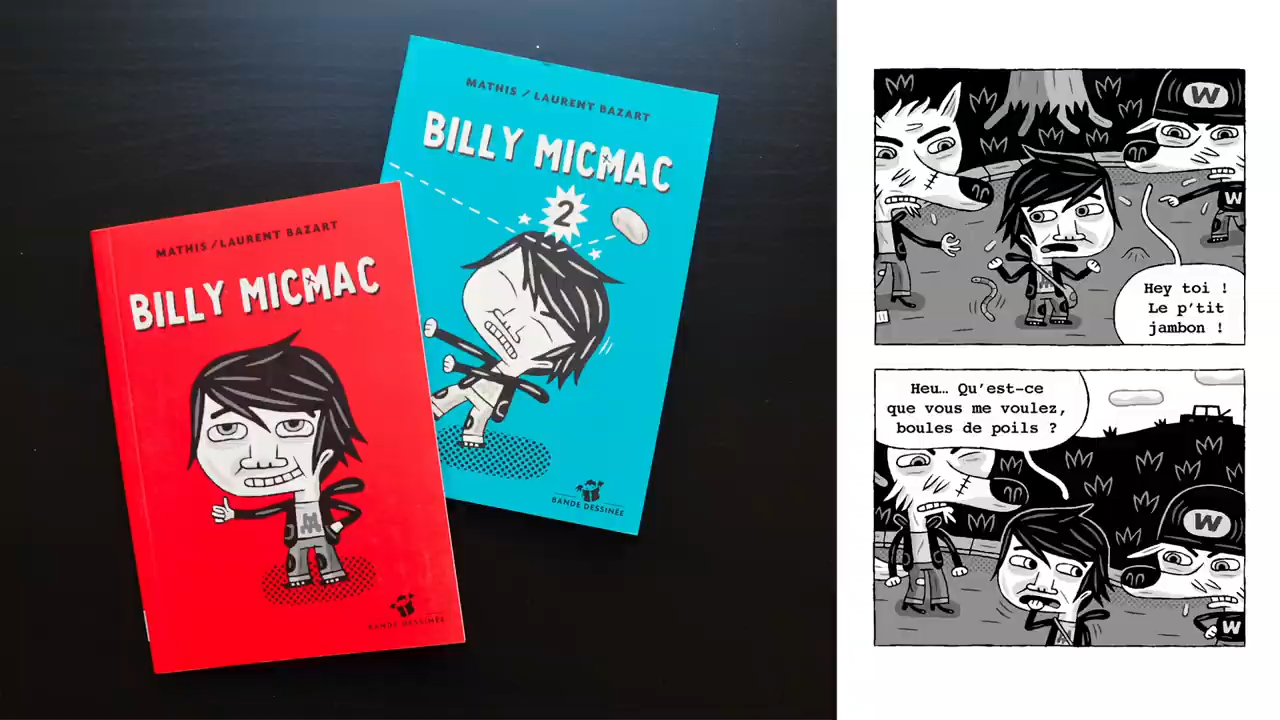 MATHIS / LAURENT BAZART
BILLY MICMAC
BANDE DESSINÉE
MATHIS / LAURENT BAZART
BILLY MICMAC
2
BANDE DESSINÉE
W
W
Hey toi !
Le p'tit
jambon !
Heu… Qu'est-ce
que vous me voulez,
boules de poils ?
W
W